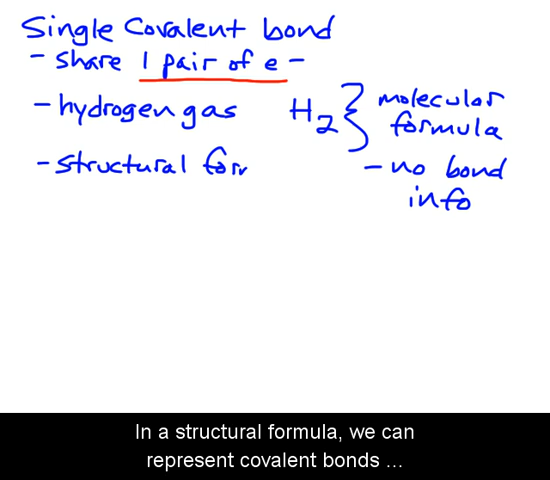 Single Covalent bond
- share 1 pair of e-
- hydrogen gas H2 } molecular formula
- no bond info
- structural for
In a structural formula, we can
represent covalent bonds ...